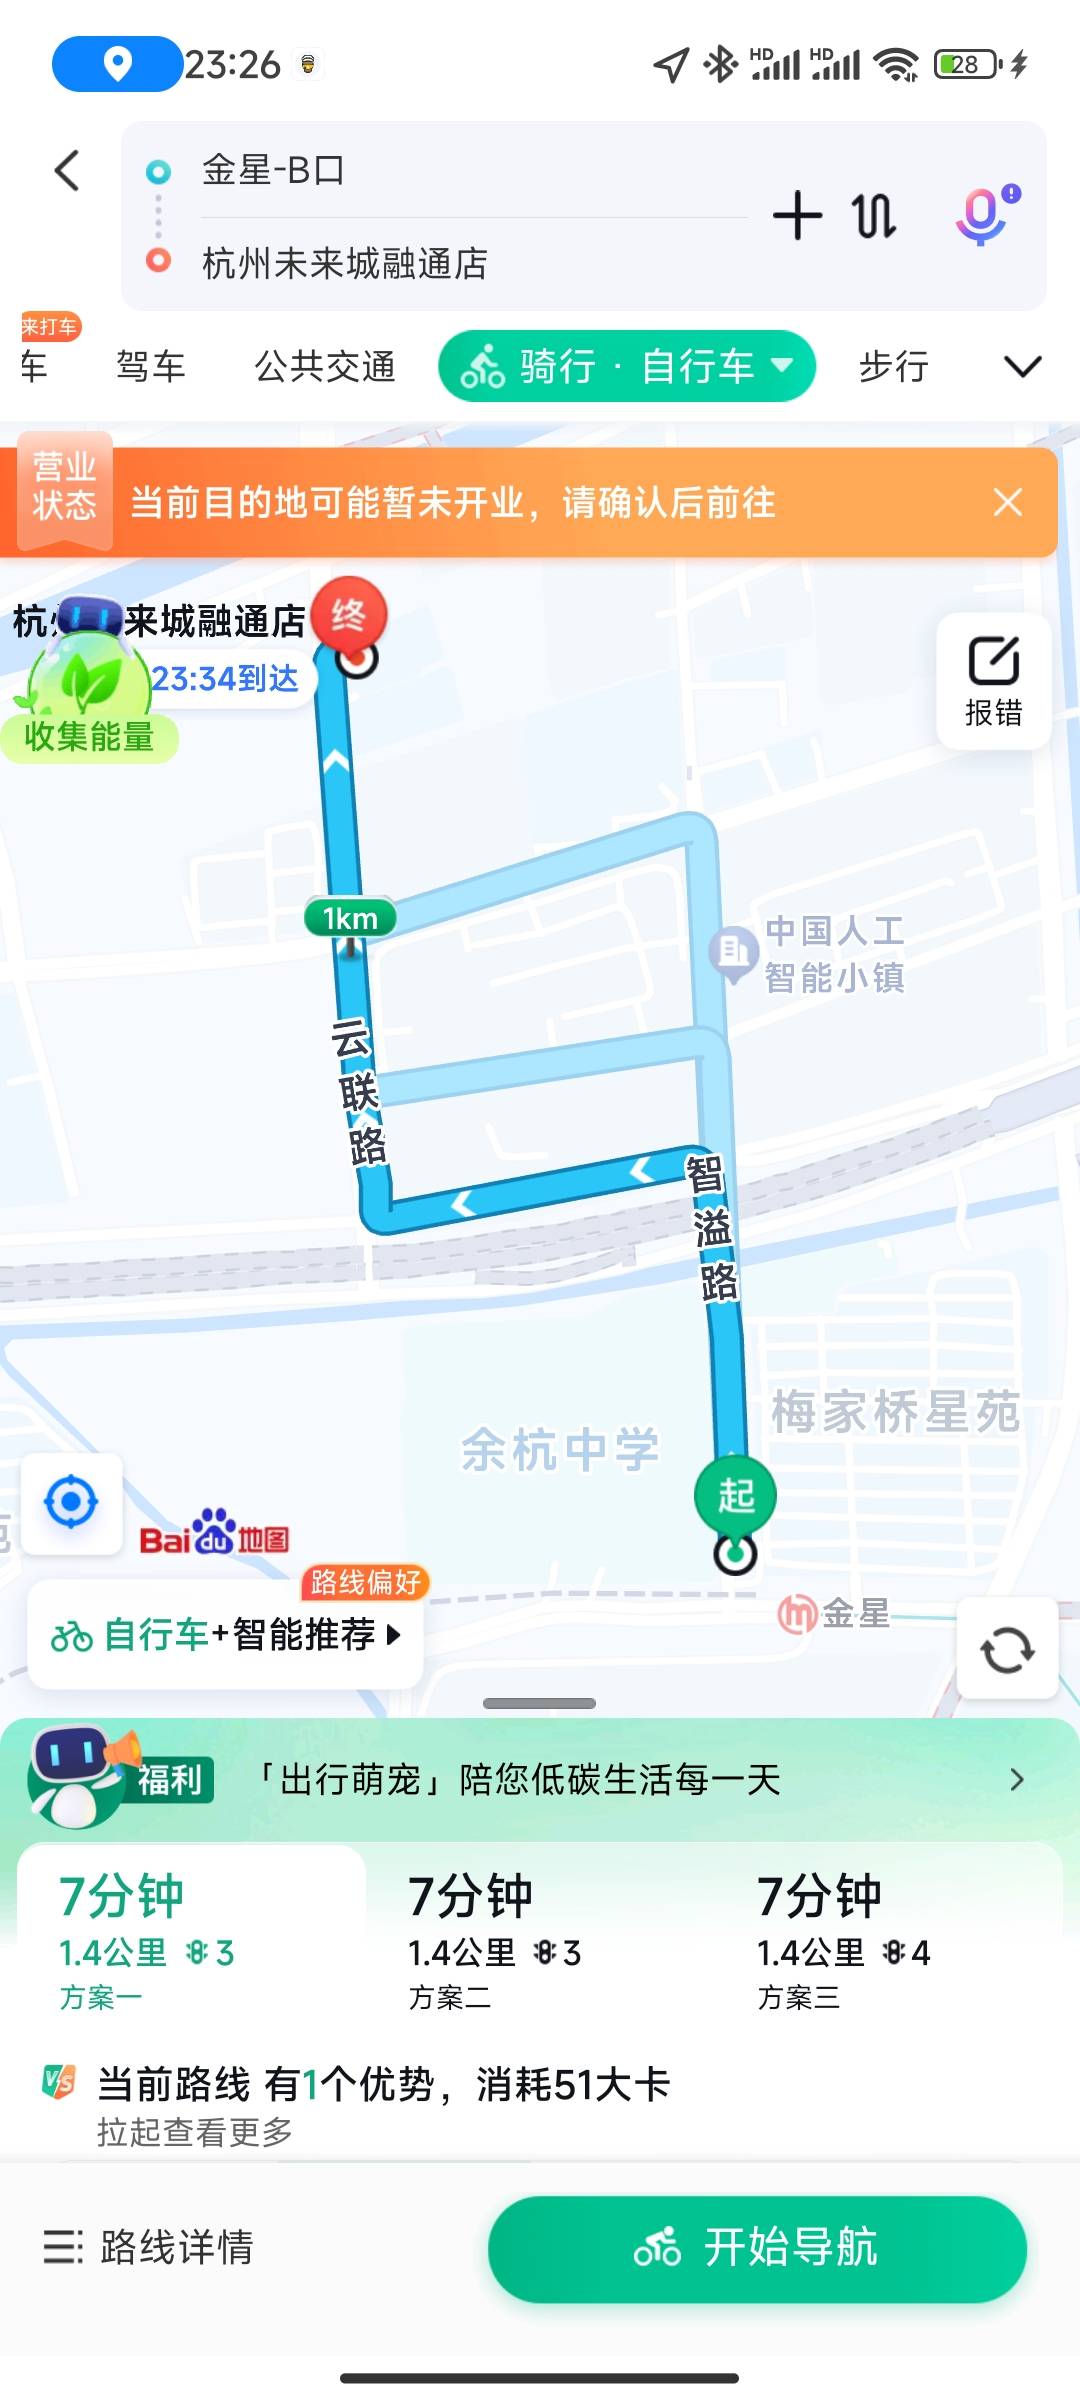 23:26
HD
HD
28
金星-B口
杭州未来城融通店
来打车
车
驾车
公共交通
骑行 · 自行车
步行
营业
状态
当前目的地可能暂未开业，请确认后前往
来城融通店
终
23:34到达
收集能量
报错
1km
中国人工
智能小镇
云联路
智溢路
梅家桥星苑
余杭中学
起
Baidu地图
路线偏好
自行车+智能推荐
金星
福利
「出行萌宠」陪您低碳生活每一天
7分钟
1.4公里 3
方案一
7分钟
1.4公里 3
方案二
7分钟
1.4公里 4
方案三
VS
当前路线 有1个优势，消耗51大卡
拉起查看更多
路线详情
开始导航